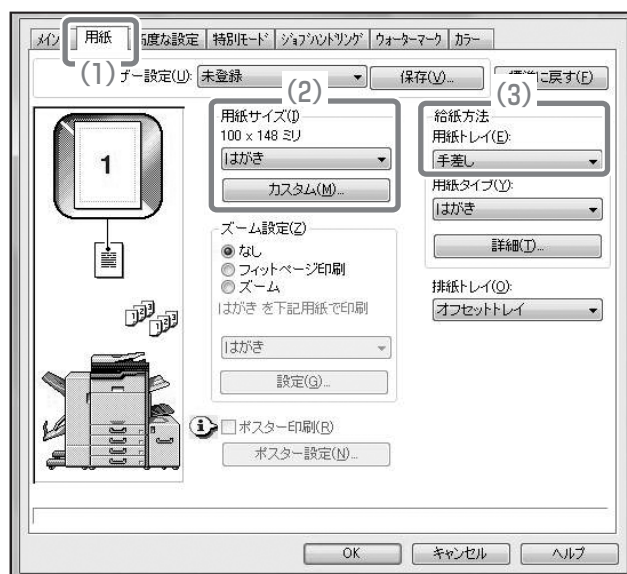 メイン 用紙 高度な設定 特別モード ジョブハンドリング ウォーターマーク カラー
(1)
ユーザー設定(U): 未登録 保存(V)... 標準に戻す(F)
(2)
(3)
用紙サイズ(I)
100 x 148 ミリ
はがき
カスタム(M)...
給紙方法
用紙トレイ(E):
手差し
用紙タイプ(Y):
はがき
詳細(T)...
排紙トレイ(O):
オフセットトレイ
1
ズーム設定(Z)
なし
フィットページ印刷
ズーム
はがき を下記用紙で印刷
はがき
設定(G)...
123 123
ポスター印刷(R)
ポスター設定(N)...
OK キャンセル ヘルプ